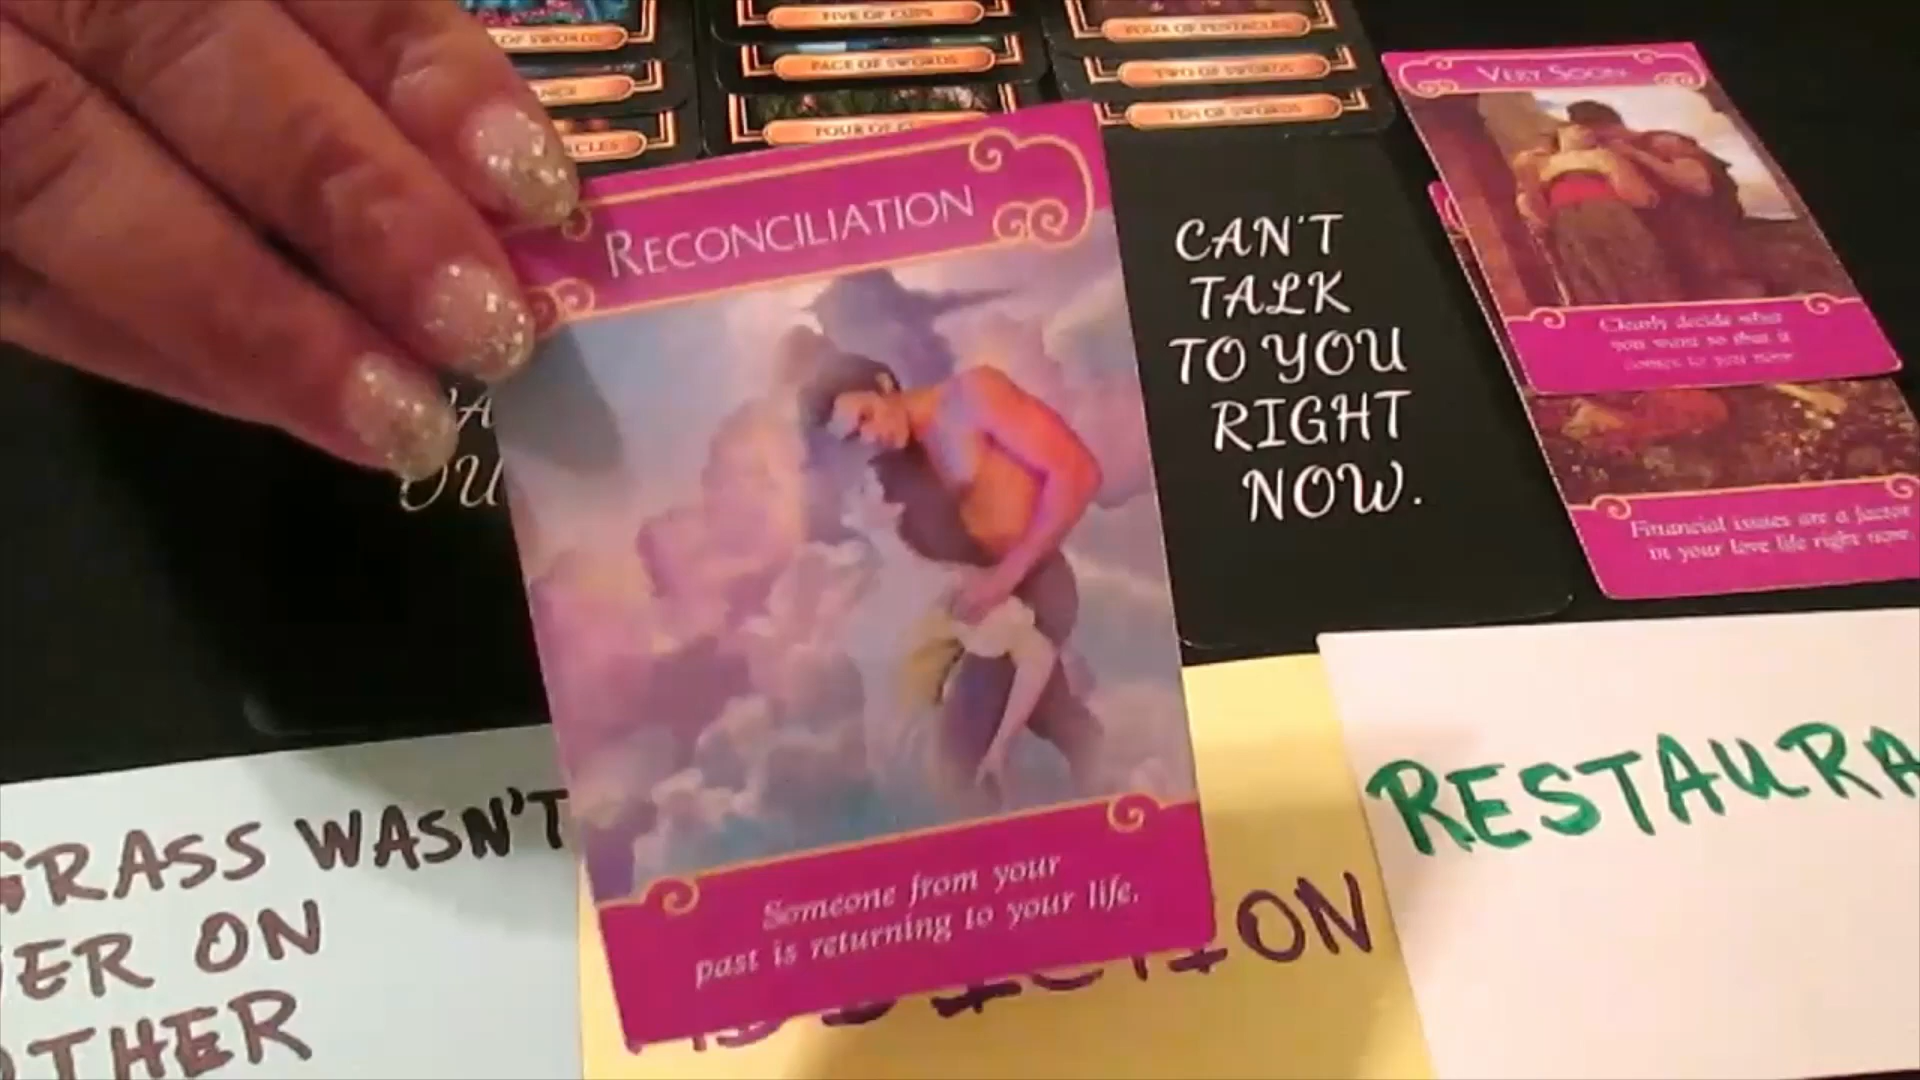 OF SWORDS
FIVE OF CUPS
FOUR OF PENTACLES
PAGE OF SWORDS
TWO OF SWORDS
FOUR OF
TEN OF SWORDS
CLES
VERY SOON
Clearly decide what
you want so that it
comes to you now
RECONCILIATION
Someone from your
past is returning to your life.
CAN'T
TALK
TO YOU
RIGHT
NOW.
Financial issues are a factor
in your love life right now.
GRASS WASN'T
ER ON
OTHER
ION
RESTAURA